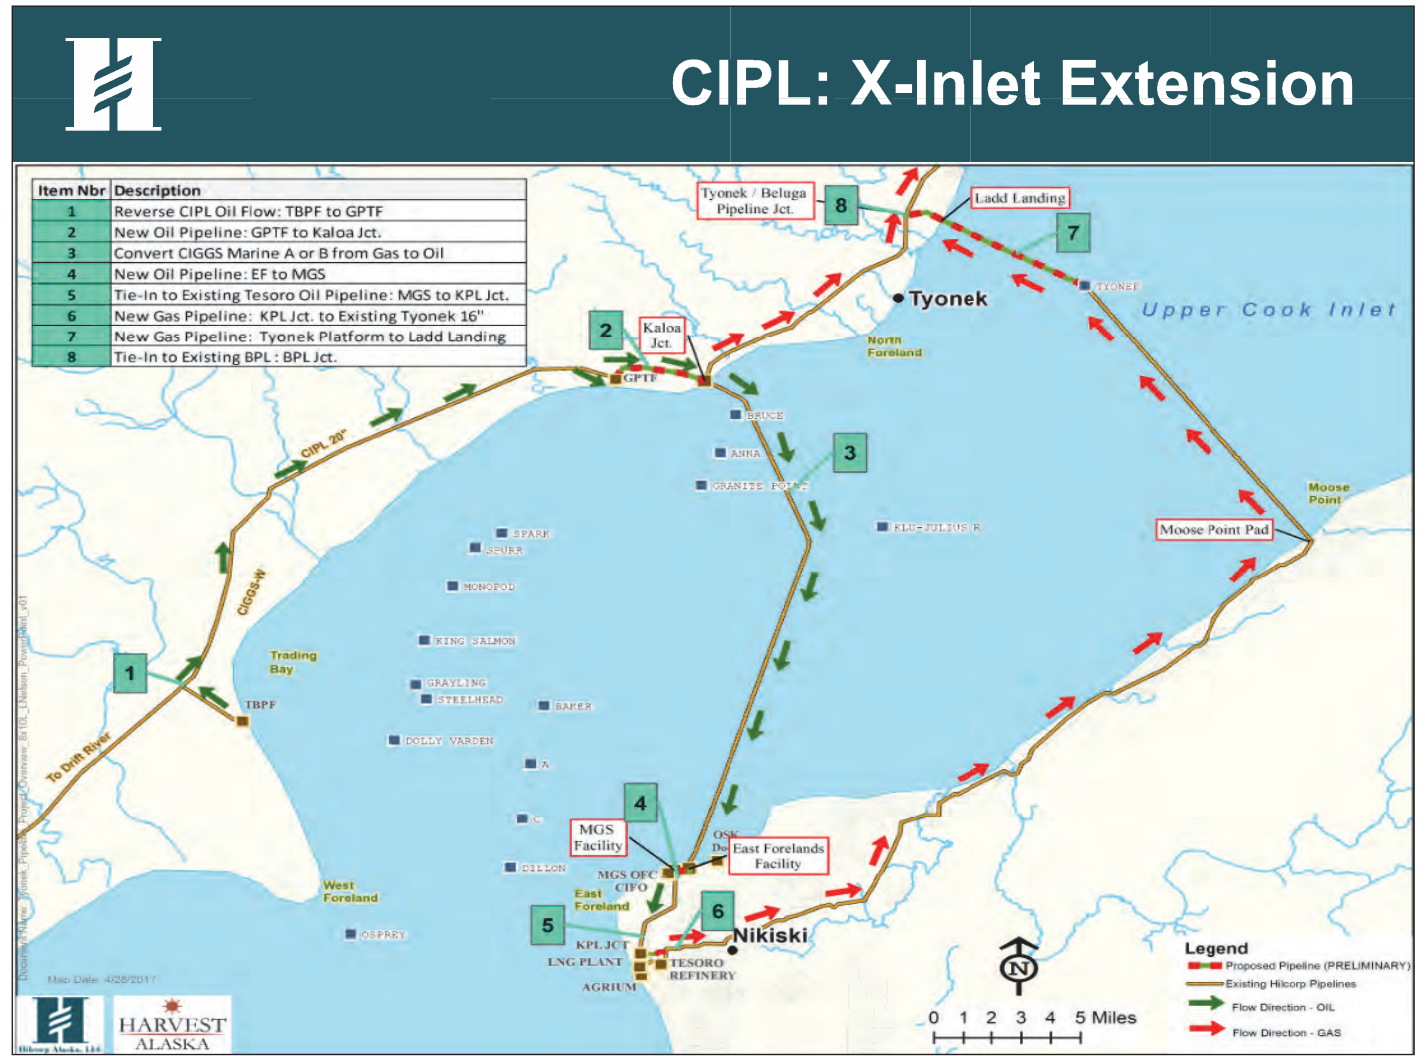 CIPL: X-Inlet Extension
Item Nbr Description
1 Reverse CIPL Oil Flow: TBPF to GPTF
2 New Oil Pipeline: GPTF to Kaloa Jct.
3 Convert CIGGS Marine A or B from Gas to Oil
4 New Oil Pipeline: EF to MGS
5 Tie-In to Existing Tesoro Oil Pipeline: MGS to KPL Jct.
6 New Gas Pipeline: KPL Jct. to Existing Tyonek 16"
7 New Gas Pipeline: Tyonek Platform to Ladd Landing
8 Tie-In to Existing BPL : BPL Jct.
Tyonek / Beluga
Pipeline Jct.
8
Ladd Landing
7
TYONEK
Tyonek
Upper Cook Inlet
2
Kaloa
Jct.
North
Foreland
GPTF
BRUCE
ANNA
3
GRANITE POINT
CIPL 20"
Moose
Point
Moose Point Pad
KLU-JULIUS R
SPARK
SPURR
MONOPOD
CIGGS-W
KING SALMON
Trading
Bay
1
GRAYLING
STEELHEAD
BAKER
TBPF
DOLLY VARDEN
To Drift River
A
4
C
MGS
Facility
OSK
East Forelands
Facility
DILLON
MGS OFC
CIFO
West
Foreland
East
Foreland
OSPREY
5
6
Nikiski
KPL JCT
LNG PLANT
TESORO
REFINERY
AGRIUM
Document Name: Tyonek_Pipeline_Project_Overview_8x10L_LNelson_PowerPoint_v01
Map Date: 4/28/2017
Hilcorp Alaska, LLC
HARVEST
ALASKA
N
0 1 2 3 4 5 Miles
Legend
Proposed Pipeline (PRELIMINARY)
Existing Hilcorp Pipelines
Flow Direction - OIL
Flow Direction - GAS